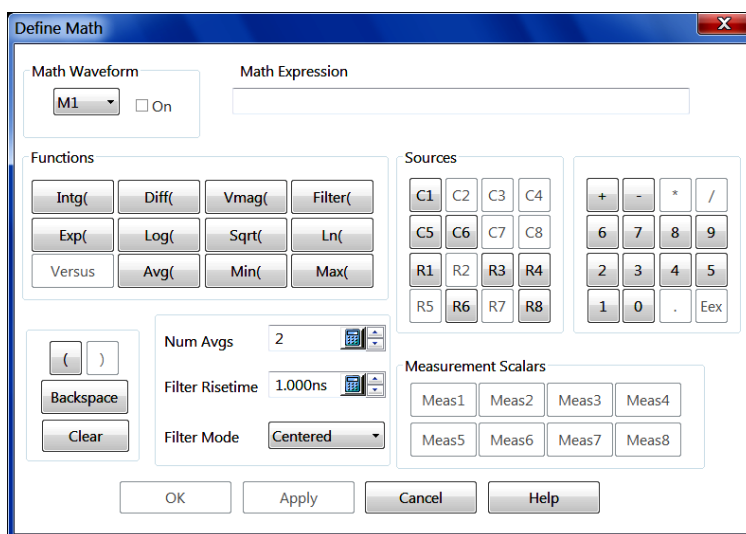 Define Math
X
Math Waveform
Math Expression
M1
On
Functions
Intg( Diff( Vmag( Filter(
Exp( Log( Sqrt( Ln(
Versus Avg( Min( Max(
Sources
C1 C2 C3 C4
C5 C6 C7 C8
R1 R2 R3 R4
R5 R6 R7 R8
+ - * /
6 7 8 9
2 3 4 5
1 0 . Eex
( )
Backspace
Clear
Num Avgs 2
Filter Risetime 1.000ns
Filter Mode Centered
Measurement Scalars
Meas1 Meas2 Meas3 Meas4
Meas5 Meas6 Meas7 Meas8
OK Apply Cancel Help